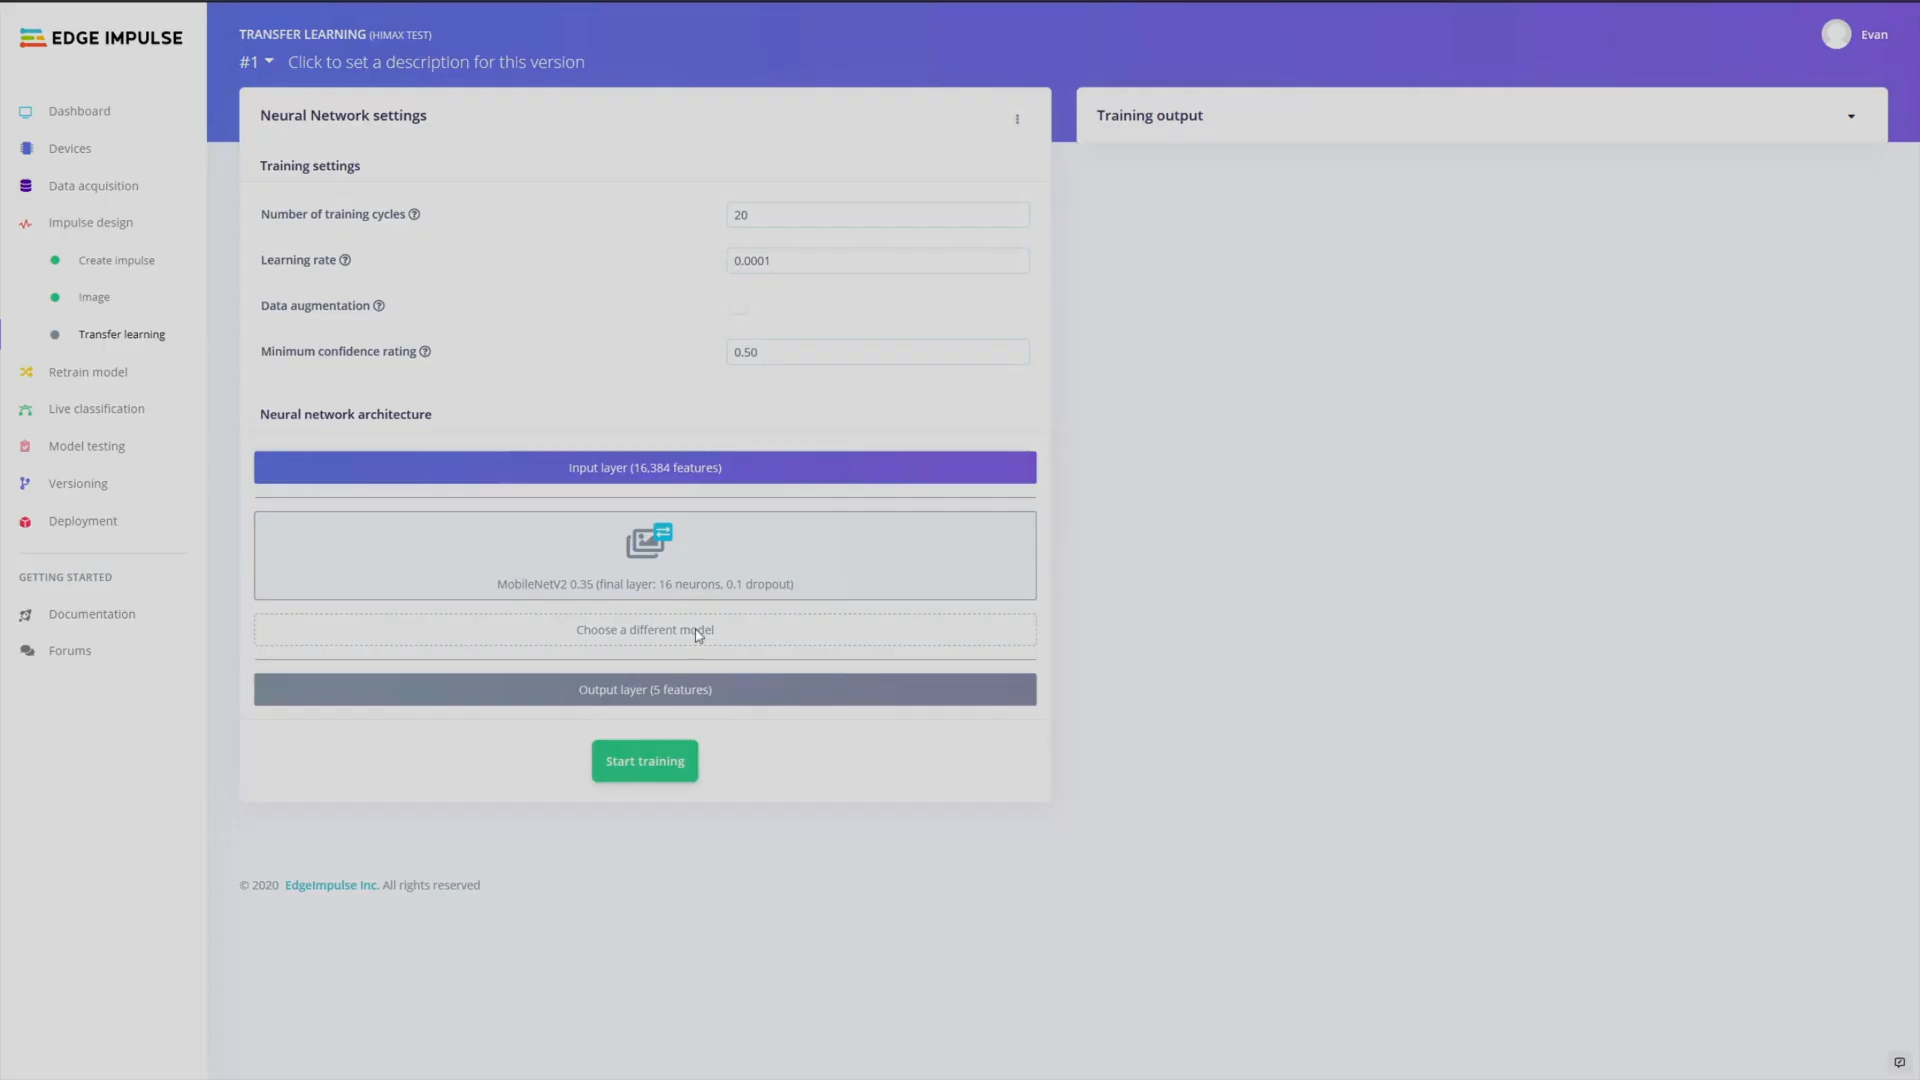 EDGE IMPULSE
Dashboard
Devices
Data acquisition
Impulse design
Create impulse
Image
Transfer learning
Retrain model
Live classification
Model testing
Versioning
Deployment
GETTING STARTED
Documentation
Forums
TRANSFER LEARNING (HIMAX TEST)
#1 Click to set a description for this version
Evan
Neural Network settings
Training settings
Number of training cycles ?
20
Learning rate ?
0.0001
Data augmentation ?
Minimum confidence rating ?
0.50
Neural network architecture
Input layer (16,384 features)
MobileNetV2 0.35 (final layer: 16 neurons, 0.1 dropout)
Choose a different model
Output layer (5 features)
Start training
Training output
© 2020 EdgeImpulse Inc. All rights reserved